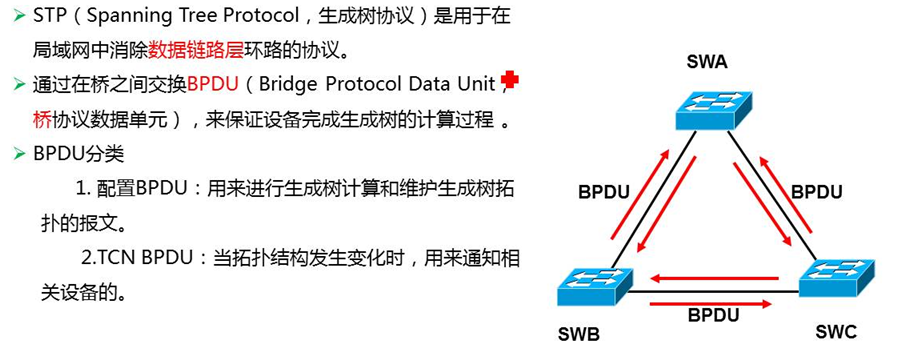 STP（Spanning Tree Protocol，生成树协议）是用于在
局域网中消除数据链路层环路的协议。
通过在桥之间交换BPDU（Bridge Protocol Data Unit，
桥协议数据单元），来保证设备完成生成树的计算过程 。
BPDU分类
1. 配置BPDU：用来进行生成树计算和维护生成树拓
扑的报文。
2.TCN BPDU：当拓扑结构发生变化时，用来通知相
关设备的。
SWA
BPDU
BPDU
BPDU
SWB
SWC